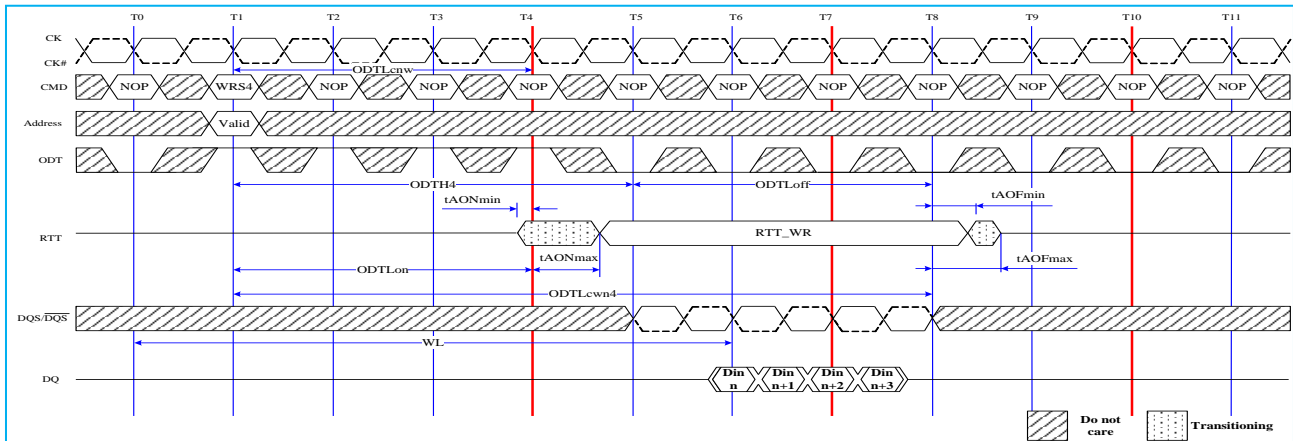 T0 T1 T2 T3 T4 T5 T6 T7 T8 T9 T10 T11
CK
CK#
ODTLcnw
CMD NOP WRS4 NOP NOP NOP NOP NOP NOP NOP NOP NOP NOP
Address Valid
ODT
ODTH4 ODTLoff
tAONmin tAOFmin
RTT RTT_WR
tAONmax tAOFmax
ODTLon
ODTLcwn4
DQS/DQS
WL
DQ Din n Din n+1 Din n+2 Din n+3
Do not care Transitioning